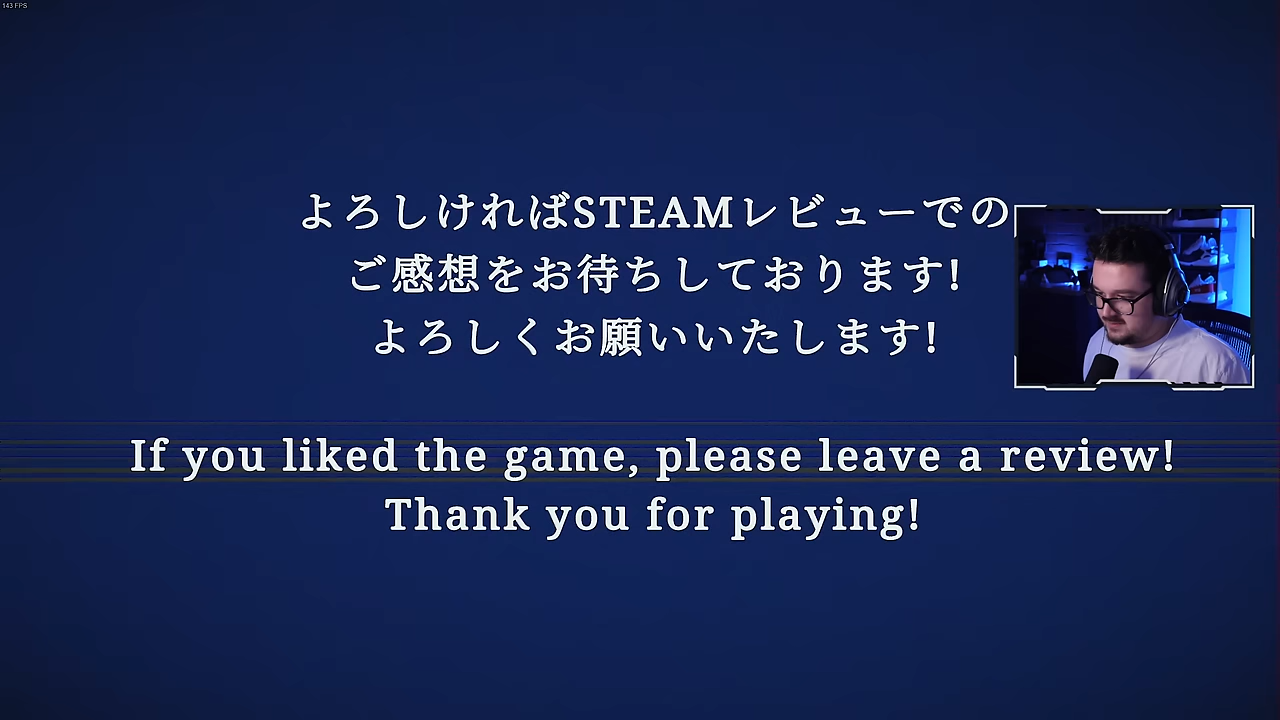 143 FPS
よろしければSTEAMレビューでの
ご感想をお待ちしております!
よろしくお願いいたします!
If you liked the game, please leave a review!
Thank you for playing!